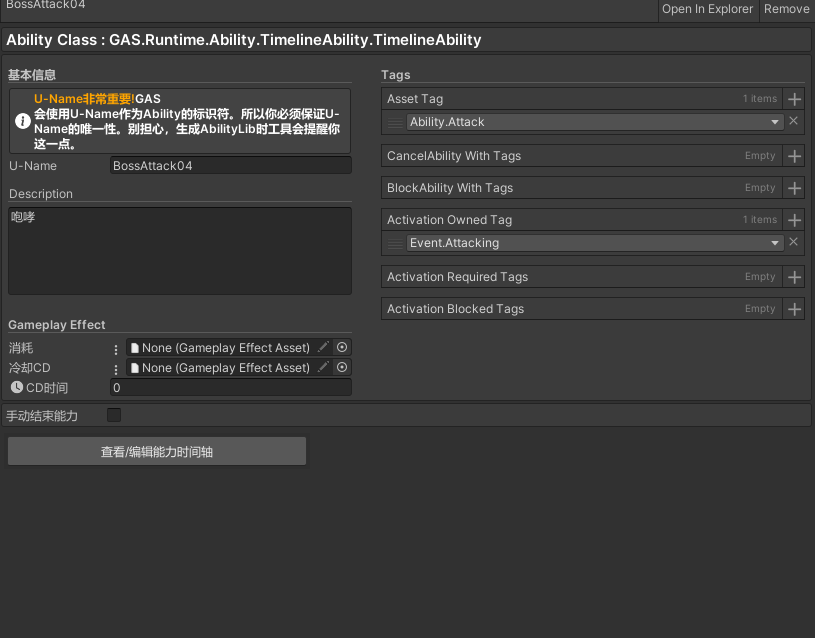 BossAttack04
Open In Explorer
Remove
Ability Class : GAS.Runtime.Ability.TimelineAbility.TimelineAbility
基本信息
U-Name非常重要!GAS
会使用U-Name作为Ability的标识符。所以你必须保证U-
Name的唯一性。别担心，生成AbilityLib时工具会提醒你
这一点。
U-Name
BossAttack04
Description
咆哮
Gameplay Effect
消耗
None (Gameplay Effect Asset)
冷却CD
None (Gameplay Effect Asset)
CD时间
0
Tags
Asset Tag
1 items
Ability.Attack
CancelAbility With Tags
Empty
BlockAbility With Tags
Empty
Activation Owned Tag
1 items
Event.Attacking
Activation Required Tags
Empty
Activation Blocked Tags
Empty
手动结束能力
查看/编辑能力时间轴